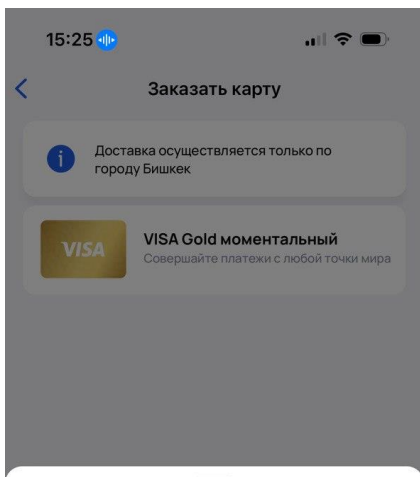 15:25
Заказать карту
Доставка осуществляется только по
городу Бишкек
VISA
VISA Gold моментальный
Совершайте платежи с любой точки мира